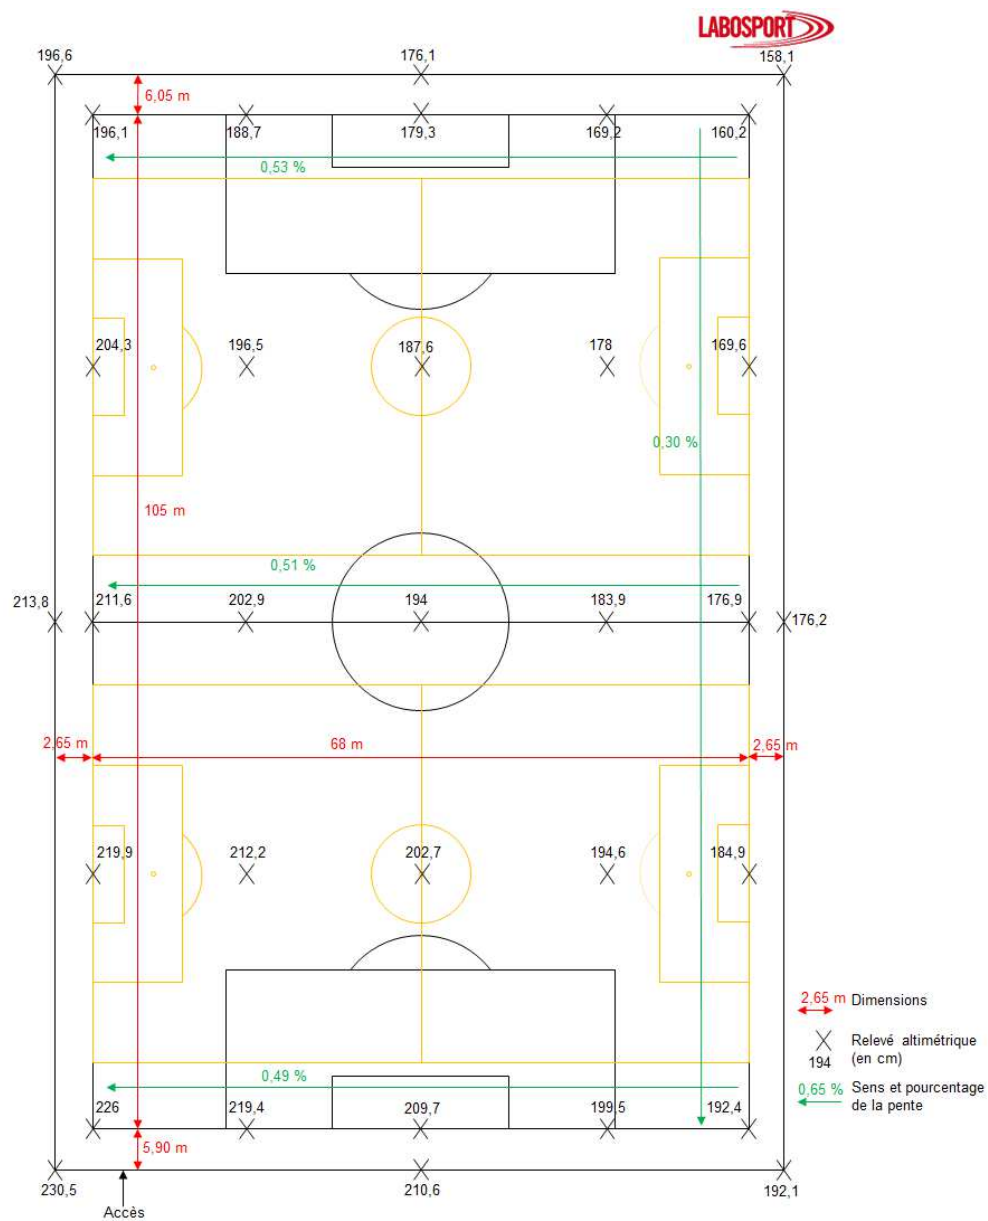 LABOSPORT
196,6
176,1
158,1
6,05 m
196,1
188,7
179,3
169,2
160,2
0,53 %
204,3
196,5
187,6
178
169,6
0,30 %
105 m
0,51 %
213,8
211,6
202,9
194
183,9
176,9
176,2
2,65 m
68 m
2,65 m
219,9
212,2
202,7
194,6
184,9
2,65 m Dimensions
Relevé altimétrique
194 (en cm)
0,49 %
0,65 % Sens et pourcentage
de la pente
226
219,4
209,7
199,5
192,4
5,90 m
230,5
210,6
192,1
Accès